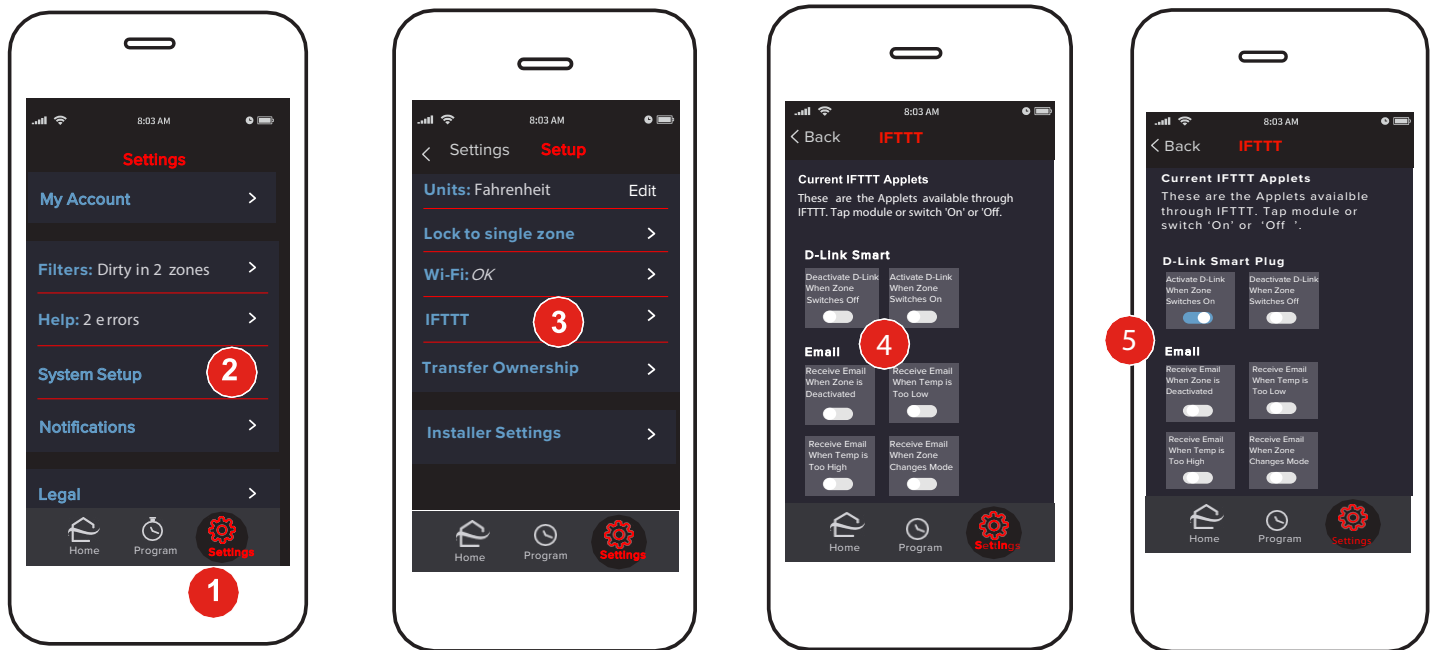 8:03 AM
Settings
My Account
Filters: Dirty in 2 zones
Help: 2 errors
System Setup
2
Notifications
Legal
Home
Program
Settings
1
8:03 AM
Settings Setup
Units: Fahrenheit Edit
Lock to single zone
Wi-Fi: OK
IFTTT
3
Transfer Ownership
Installer Settings
Home
Program
Settings
8:03 AM
Back IFTTT
Current IFTTT Applets
These are the Applets available through
IFTTT. Tap module or switch 'On' or 'Off.
D-Link Smart
Deactivate D-Link
When Zone
Switches Off
Activate D-Link
When Zone
Switches On
4
Email
Receive Email
When Zone is
Deactivated
Receive Email
When Temp is
Too Low
Receive Email
When Temp is
Too High
Receive Email
When Zone
Changes Mode
Home
Program
Settings
8:03 AM
Back IFTTT
Current IFTTT Applets
These are the Applets avaialble
through IFTTT. Tap module or
switch 'On' or 'Off '.
D-Link Smart Plug
Activate D-Link
When Zone
Switches On
Deactivate D-Link
When Zone
Switches Off
5
Email
Receive Email
When Zone is
Deactivated
Receive Email
When Temp is
Too Low
Receive Email
When Temp is
Too High
Receive Email
When Zone
Changes Mode
Home
Program
Settings